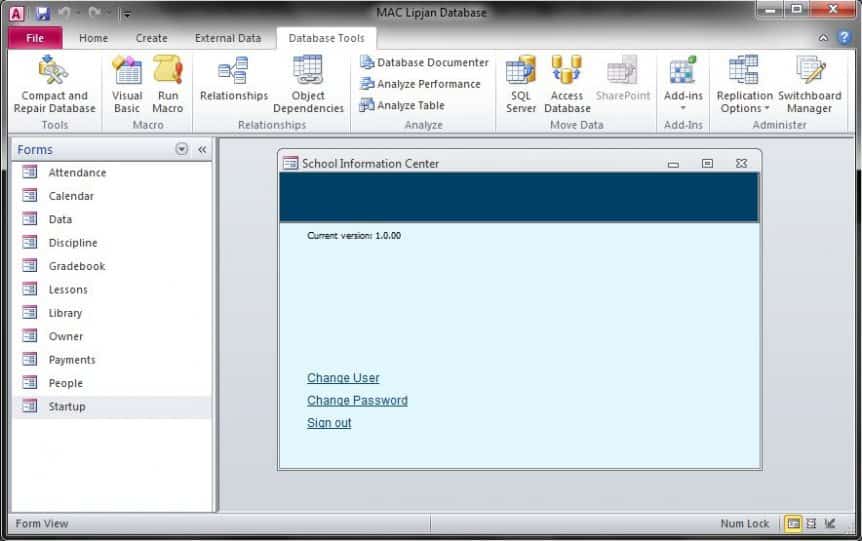 A
MAC Lipjan Database
File Home Create External Data Database Tools
Compact and Repair Database
Tools
Visual Basic
Run Macro
Macro
Relationships
Object Dependencies
Relationships
Database Documenter
Analyze Performance
Analyze Table
Analyze
SQL Server
Access Database
SharePoint
Move Data
Add-ins
Add-Ins
Replication Options
Switchboard Manager
Administer
Forms
Attendance
Calendar
Data
Discipline
Gradebook
Lessons
Library
Owner
Payments
People
Startup
School Information Center
Current version: 1.0.00
Change User
Change Password
Sign out
Form View
Num Lock